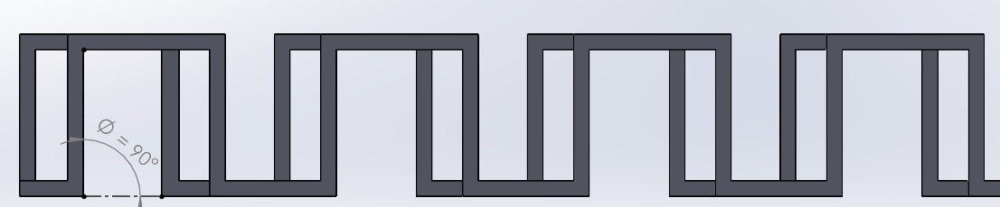 Ø = 90°